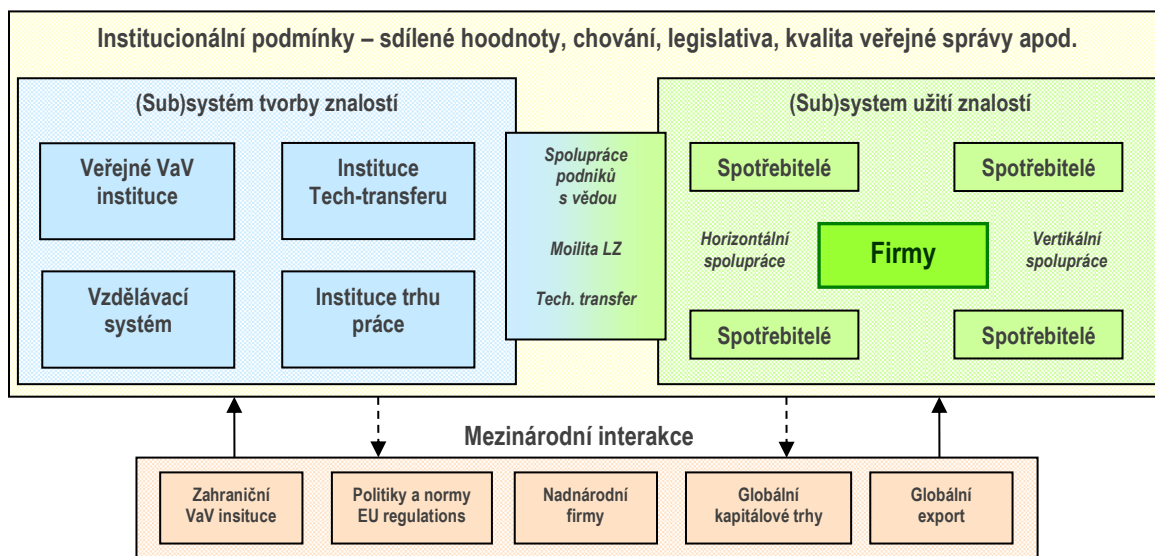 Institucionální podmínky – sdílené hoodnoty, chování, legislativa, kvalita veřejné správy apod.
(Sub)systém tvorby znalostí
Veřejné VaV
instituce
Instituce
Tech-transferu
Vzdělávací
systém
Instituce trhu
práce
Spolupráce
podniků
s vědou
Moilita LZ
Tech. transfer
(Sub)system užití znalostí
Spotřebitelé
Spotřebitelé
Horizontální
spolupráce
Firmy
Vertikální
spolupráce
Spotřebitelé
Spotřebitelé
Mezinárodní interakce
Zahraniční
VaV insituce
Politiky a normy
EU regulations
Nadnárodní
firmy
Globální
kapitálové trhy
Globální
export